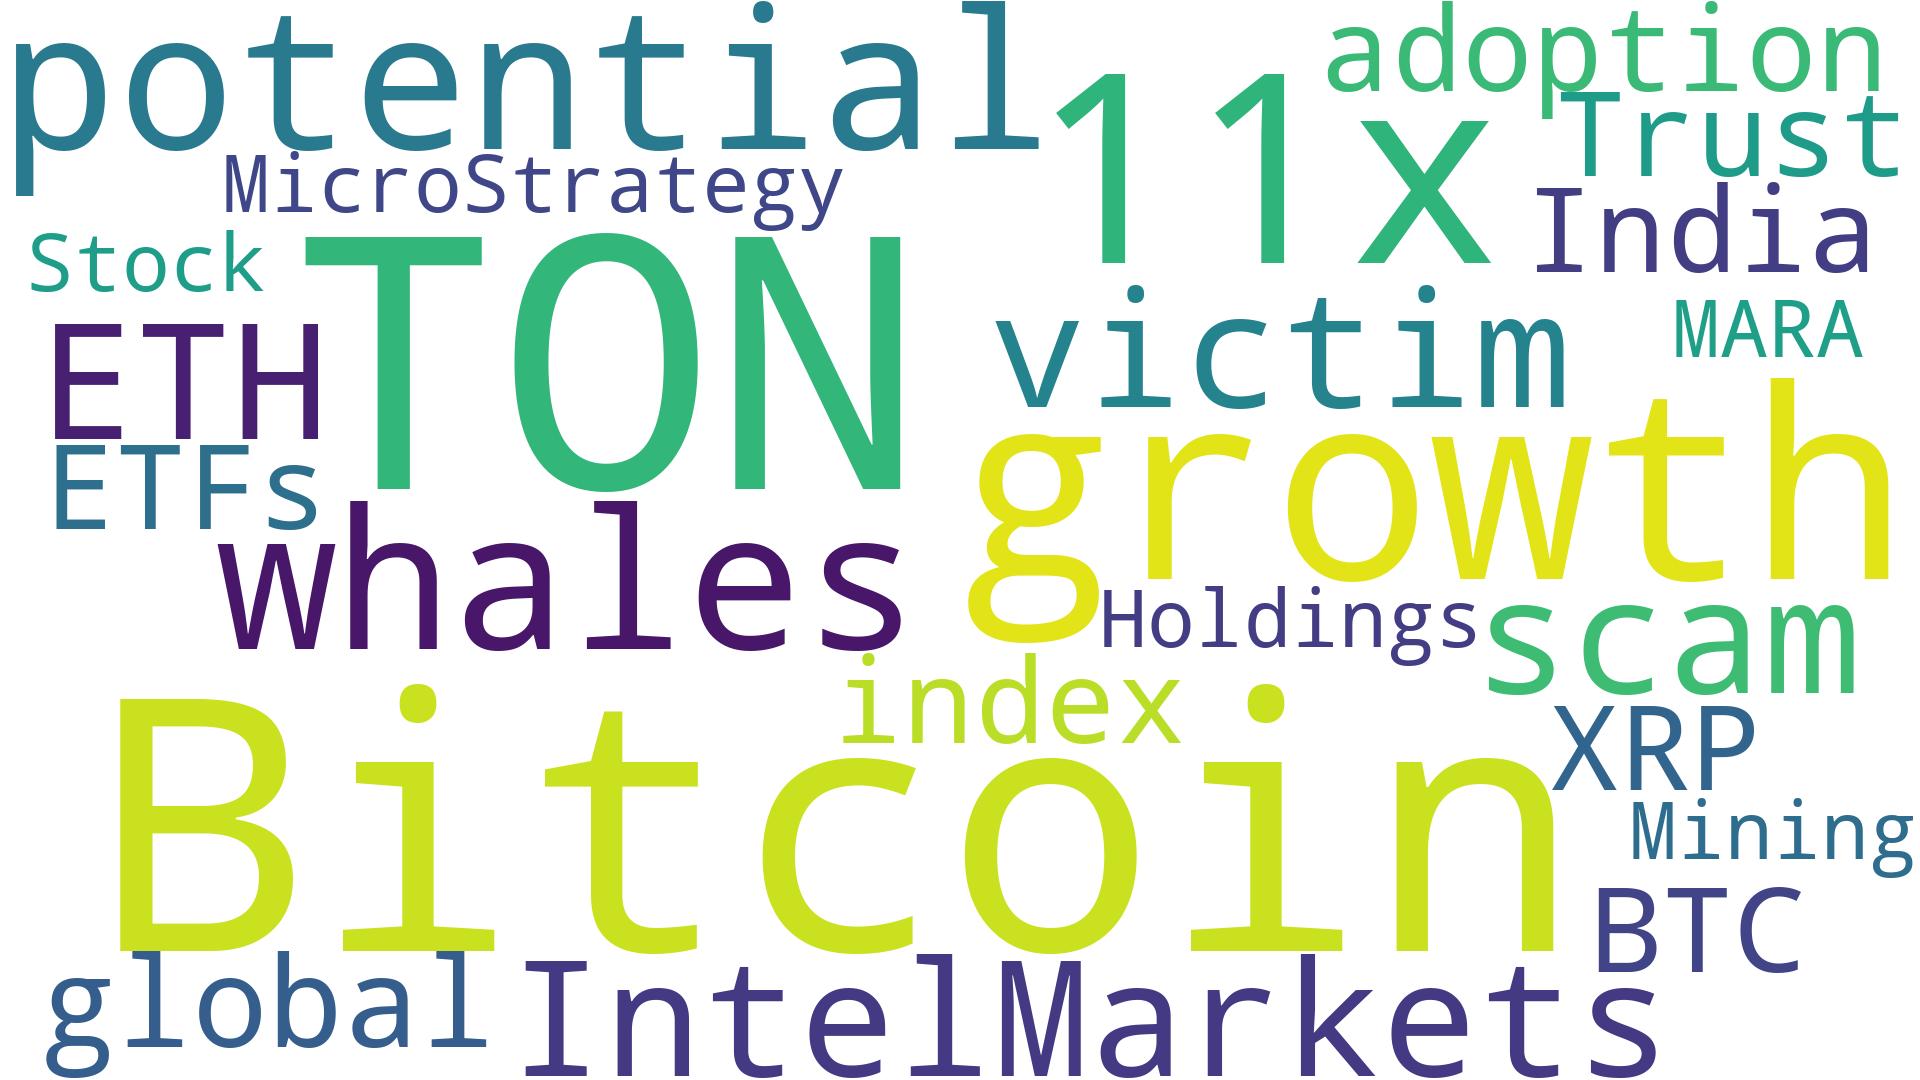 potential
adoption
11x
Trust
MicroStrategy
India
Stock
TON
victim
MARA
ETH
growth
ETFs
whales
Holdings
scam
index
Bitcoin
XRP
Mining
BTC
global
IntelMarkets